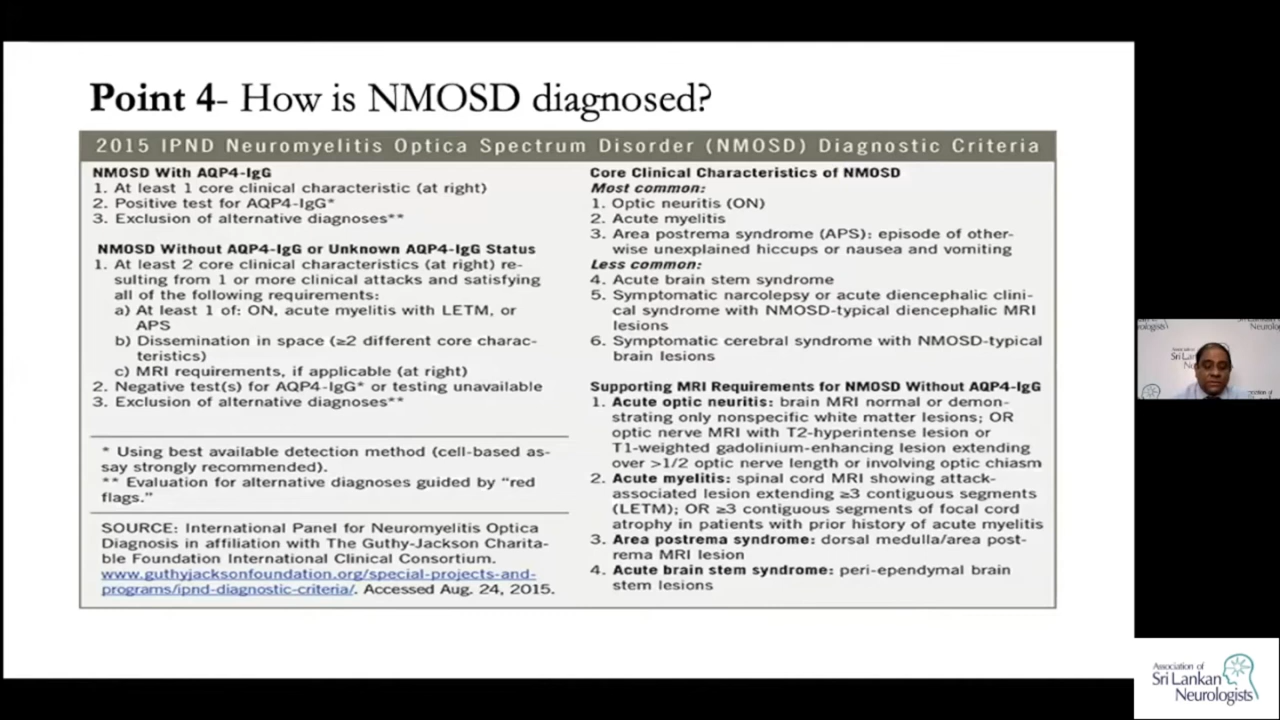 Point 4- How is NMOSD diagnosed?
2015 IPND Neuromyelitis Optica Spectrum Disorder (NMOSD) Diagnostic Criteria
NMOSD With AQP4-IgG
1. At least 1 core clinical characteristic (at right)
2. Positive test for AQP4-IgG*
3. Exclusion of alternative diagnoses**
NMOSD Without AQP4-IgG or Unknown AQP4-IgG Status
1. At least 2 core clinical characteristics (at right) re-
sulting from 1 or more clinical attacks and satisfying
all of the following requirements:
a) At least 1 of: ON, acute myelitis with LETM, or
APS
b) Dissemination in space (≥2 different core charac-
teristics)
c) MRI requirements, if applicable (at right)
2. Negative test(s) for AQP4-IgG* or testing unavailable
3. Exclusion of alternative diagnoses**
* Using best available detection method (cell-based as-
say strongly recommended).
** Evaluation for alternative diagnoses guided by "red
flags."
SOURCE: International Panel for Neuromyelitis Optica
Diagnosis in affiliation with The Guthy-Jackson Charita-
ble Foundation International Clinical Consortium.
www.guthyjacksonfoundation.org/special-projects-and-
programs/ipnd-diagnostic-criteria/. Accessed Aug. 24, 2015.
Core Clinical Characteristics of NMOSD
Most common:
1. Optic neuritis (ON)
2. Acute myelitis
3. Area postrema syndrome (APS): episode of other-
wise unexplained hiccups or nausea and vomiting
Less common:
4. Acute brain stem syndrome
5. Symptomatic narcolepsy or acute diencephalic clini-
cal syndrome with NMOSD-typical diencephalic MRI
lesions
6. Symptomatic cerebral syndrome with NMOSD-typical
brain lesions
Supporting MRI Requirements for NMOSD Without AQP4-IgG
1. Acute optic neuritis: brain MRI normal or demon-
strating only nonspecific white matter lesions; OR
optic nerve MRI with T2-hyperintense lesion or
T1-weighted gadolinium-enhancing lesion extending
over >1/2 optic nerve length or involving optic chiasm
2. Acute myelitis: spinal cord MRI showing attack-
associated lesion extending ≥3 contiguous segments
(LETM); OR ≥3 contiguous segments of focal cord
atrophy in patients with prior history of acute myelitis
3. Area postrema syndrome: dorsal medulla/area post-
rema MRI lesion
4. Acute brain stem syndrome: peri-ependymal brain
stem lesions
Association of
Sri Lankan
Neurologists